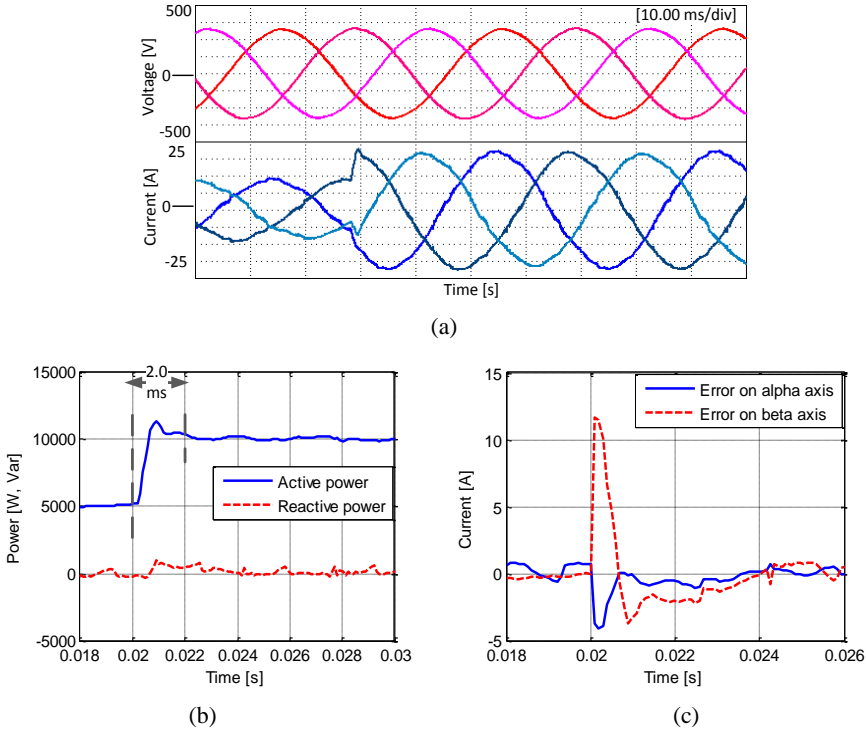 500
[10.00 ms/div]
Voltage [V]
0
-500
25
Current [A]
0
-25
Time [s]
(a)
15000
2.0
ms
10000
Power [W, Var]
5000
Active power
Reactive power
0
-5000
0.018 0.02 0.022 0.024 0.026 0.028 0.03
Time [s]
(b)
15
Error on alpha axis
Error on beta axis
10
Current [A]
5
0
-5
0.018 0.02 0.022 0.024 0.026
Time [s]
(c)